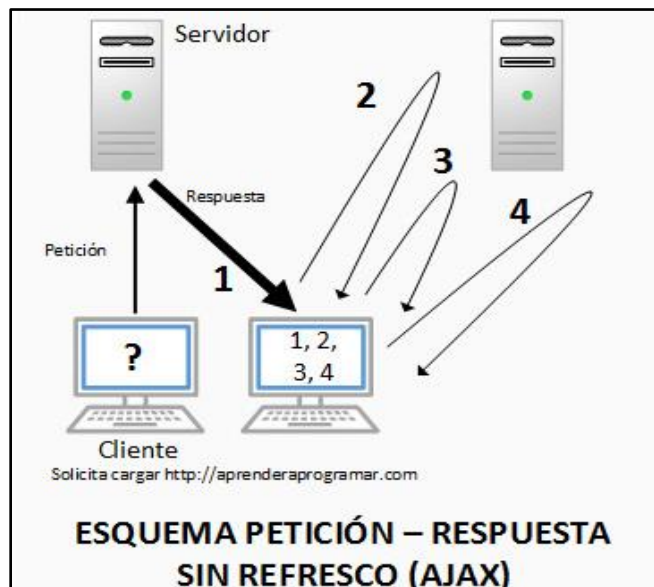 Servidor
2
3
4
Respuesta
Petición
1
?
1, 2,
3, 4
Cliente
Solicita cargar http://aprenderaprogramar.com
ESQUEMA PETICIÓN – RESPUESTA
SIN REFRESCO (AJAX)